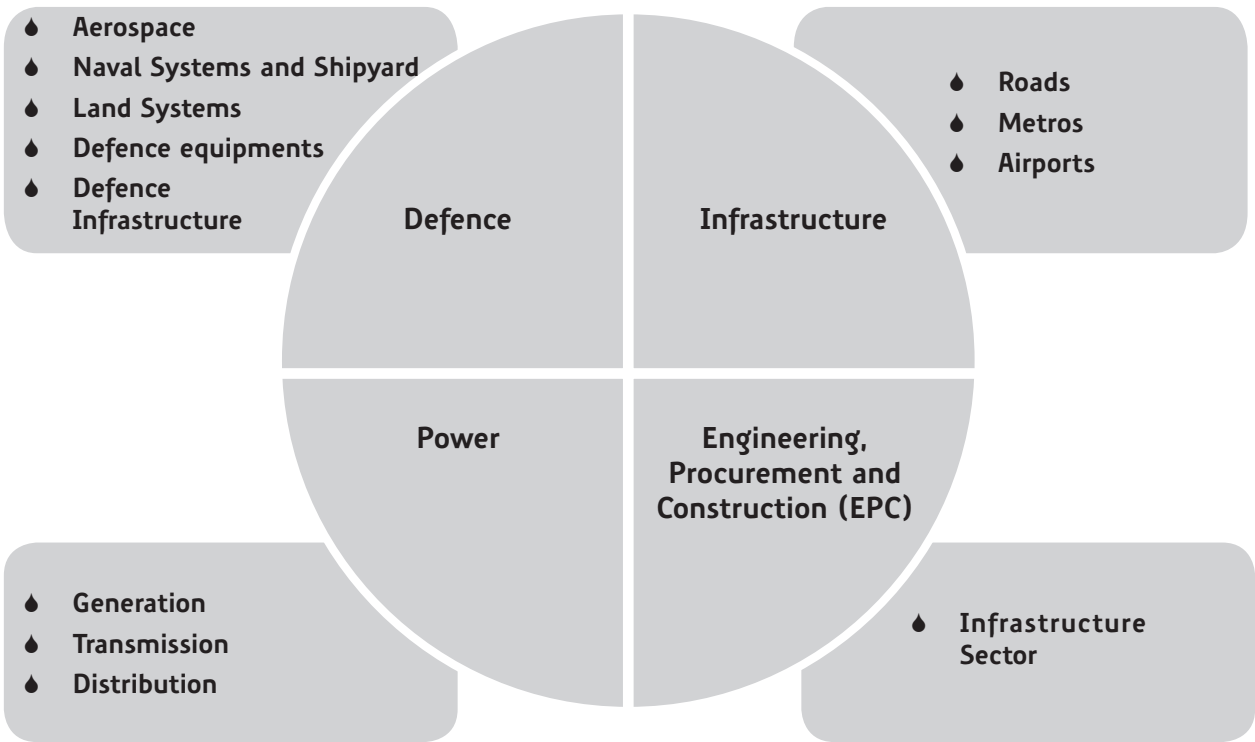 Aerospace
Naval Systems and Shipyard
Land Systems
Defence equipments
Defence
Infrastructure
Roads
Metros
Airports
Defence
Infrastructure
Power
Engineering,
Procurement and
Construction (EPC)
Generation
Transmission
Distribution
Infrastructure
Sector